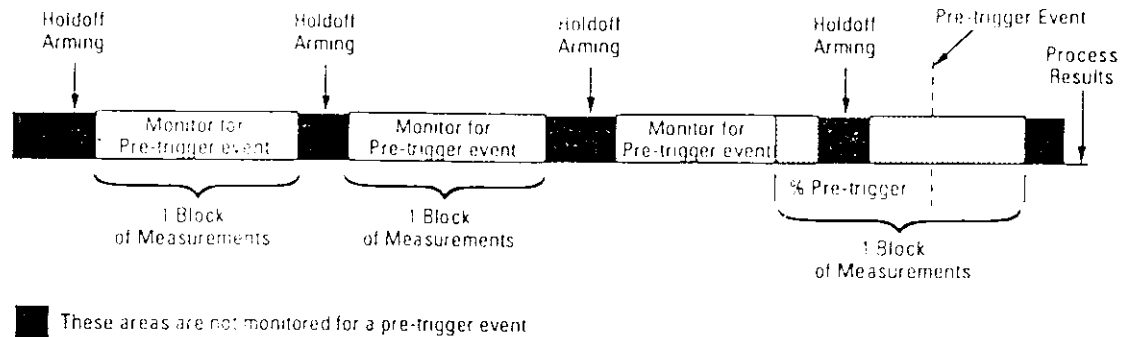 Holdoff
Arming
Holdoff
Arming
Holdoff
Arming
Holdoff
Arming
Pre-trigger Event
Process
Results
Monitor for
Pre-trigger event
Monitor for
Pre-trigger event
Monitor for
Pre-trigger event
% Pre-trigger
1 Block
of Measurements
1 Block
of Measurements
1 Block
of Measurements
These areas are not monitored for a pre-trigger event